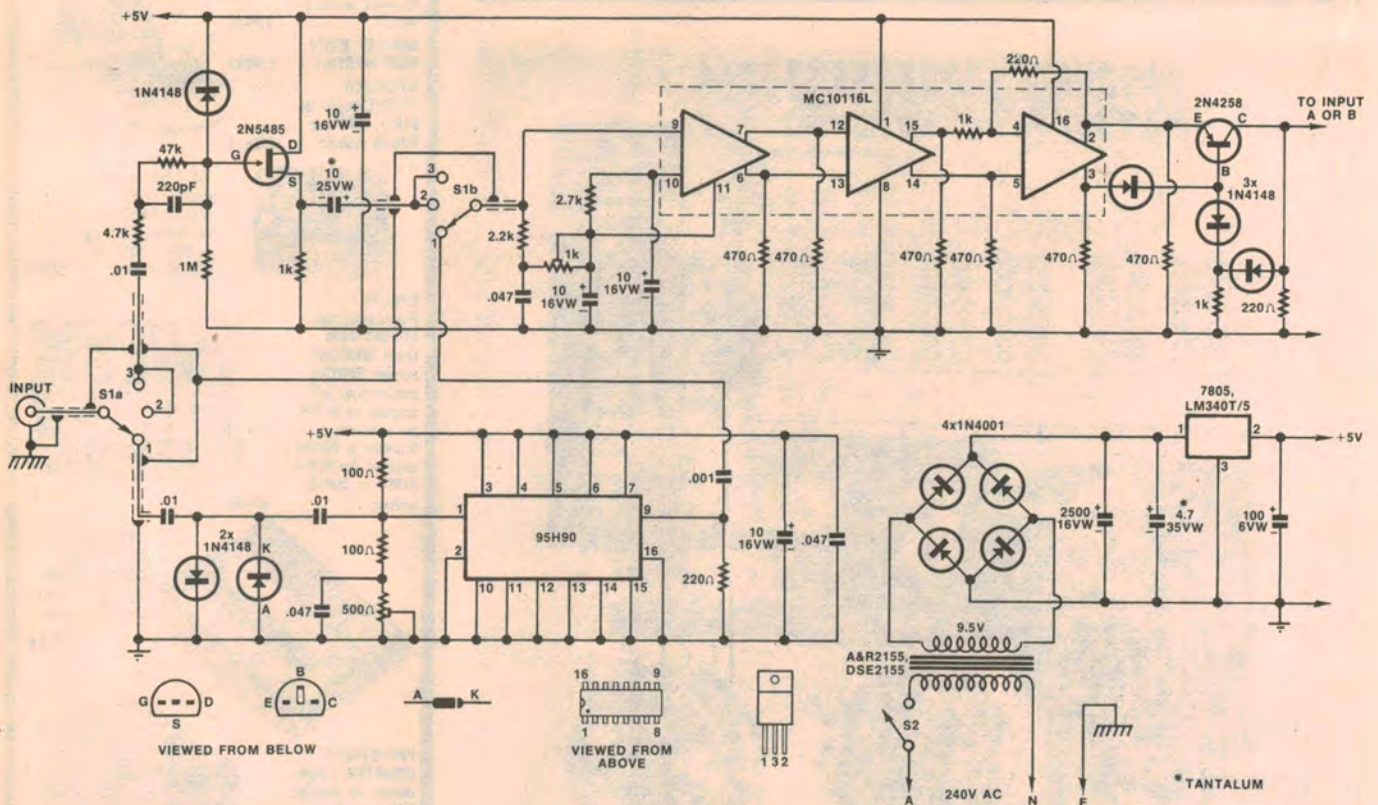 +5V
1N4148
2N5485
47k
G
D
S
220pF
4.7k
.01
1M
1k
10
16VW
+
-
*
10
25VW
+
3
2
1
S1b
2.2k
2.7k
1k
.047
10
16VW
+
-
10
16VW
+
-
MC10116L
9
10
11
7
6
12
13
1
8
15
14
1k
220Ω
4
5
16
2
3
470Ω
470Ω
470Ω
470Ω
470Ω
2N4258
E
C
B
3x
1N4148
1k
220Ω
TO INPUT
A OR B
INPUT
S1a
3
2
1
.01
2x
1N4148
K
A
.01
+5V
100Ω
100Ω
500Ω
.047
95H90
1
2
3
4
5
6
7
9
16
10
11
12
13
14
15
.001
220Ω
10
16VW
+
-
.047
4x1N4001
9.5V
A&R2155,
DSE2155
S2
A
240V AC
N
E
2500
16VW
+
-
*
4.7
35VW
+
-
7805,
LM340T/5
1
2
3
100
6VW
+
-
+5V
G
D
S
B
E
C
VIEWED FROM BELOW
A
K
16
9
1
8
VIEWED FROM
ABOVE
1 3 2
* TANTALUM